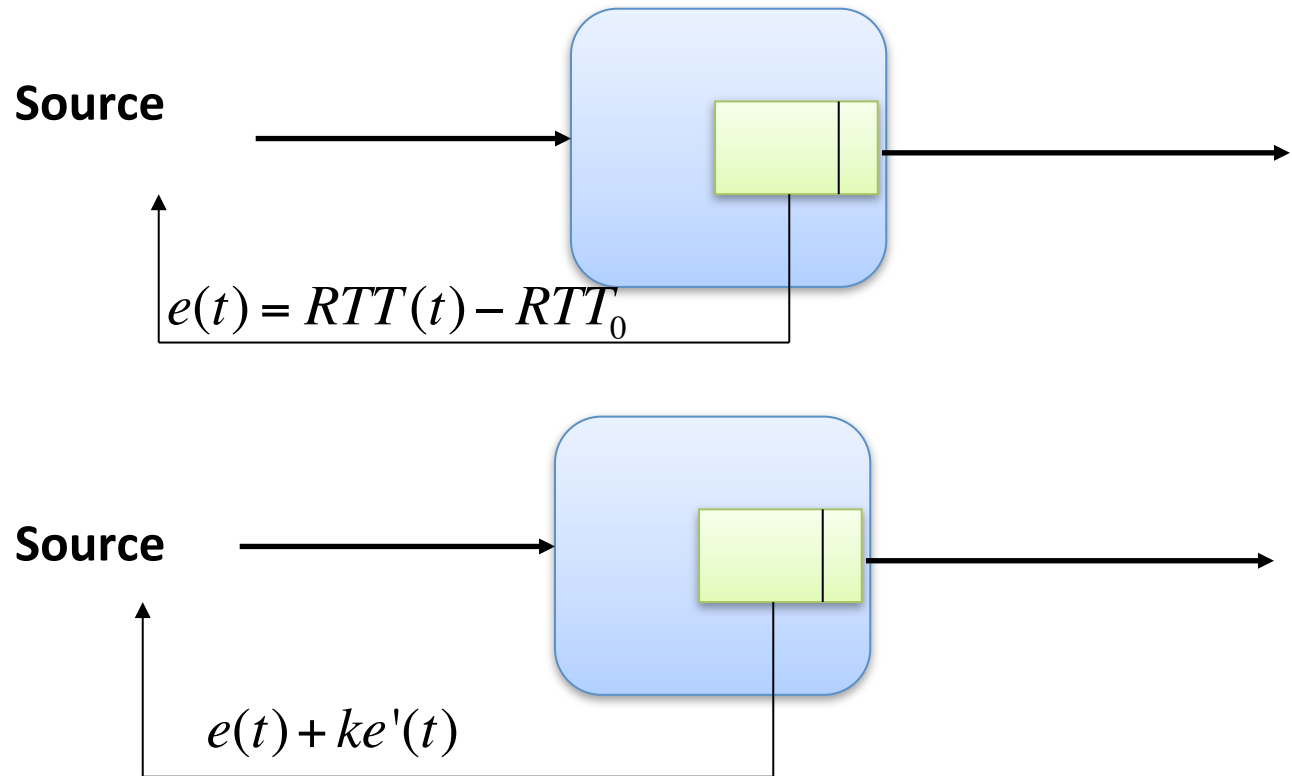 Source
e(t) = RTT(t) − RTT₀
Source
e(t) + ke'(t)